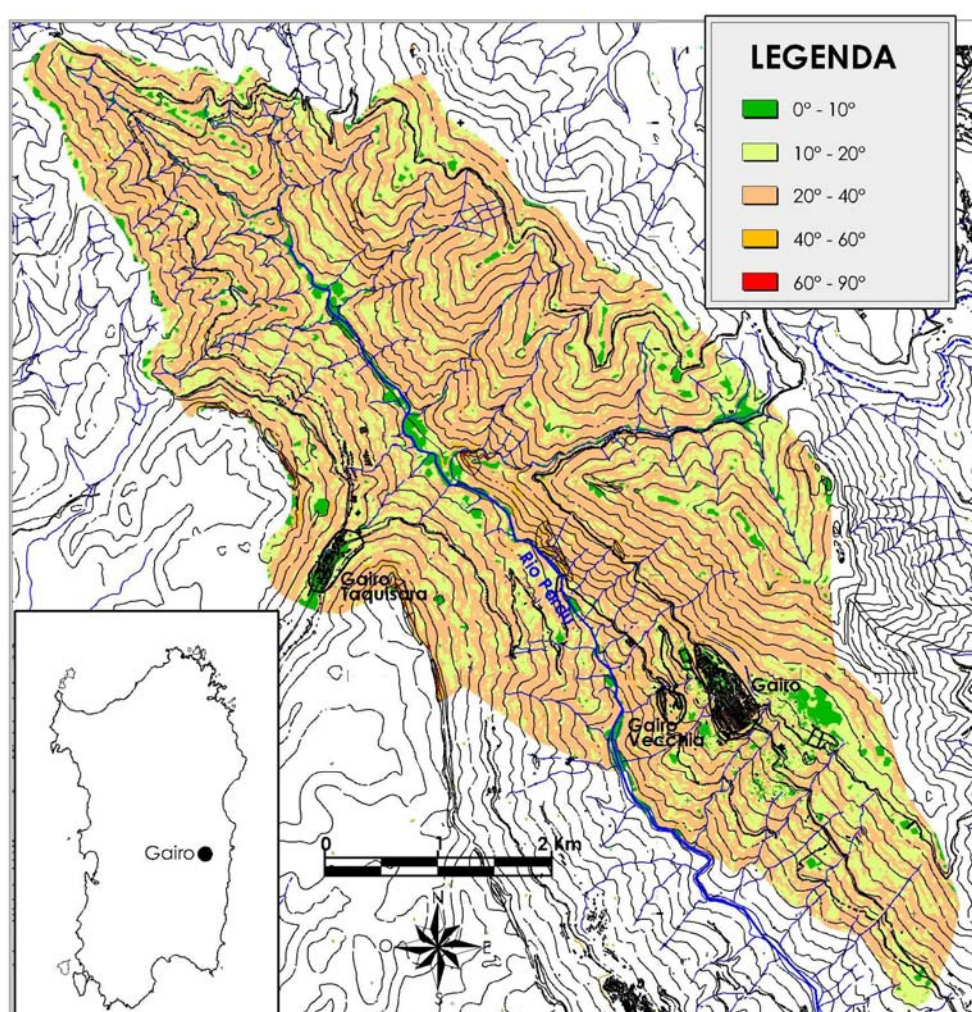 LEGENDA
0° - 10°
10° - 20°
20° - 40°
40° - 60°
60° - 90°
Gairo
Taquisara
Rio Pardu
Gairo
Gairo
Vecchia
Gairo
0 1 2 Km
N
O E
S